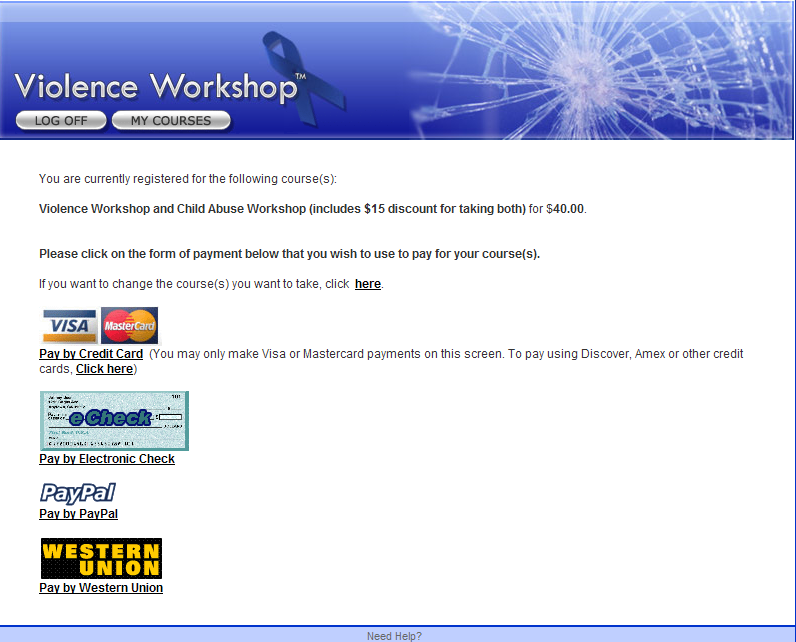 Violence Workshop™
LOG OFF
MY COURSES
You are currently registered for the following course(s):
Violence Workshop and Child Abuse Workshop (includes $15 discount for taking both) for $40.00.
Please click on the form of payment below that you wish to use to pay for your course(s).
If you want to change the course(s) you want to take, click here.
VISA
MasterCard
Pay by Credit Card (You may only make Visa or Mastercard payments on this screen. To pay using Discover, Amex or other credit
cards, Click here)
101
eCheck
Pay by Electronic Check
PayPal
Pay by PayPal
WESTERN
UNION
Pay by Western Union
Need Help?